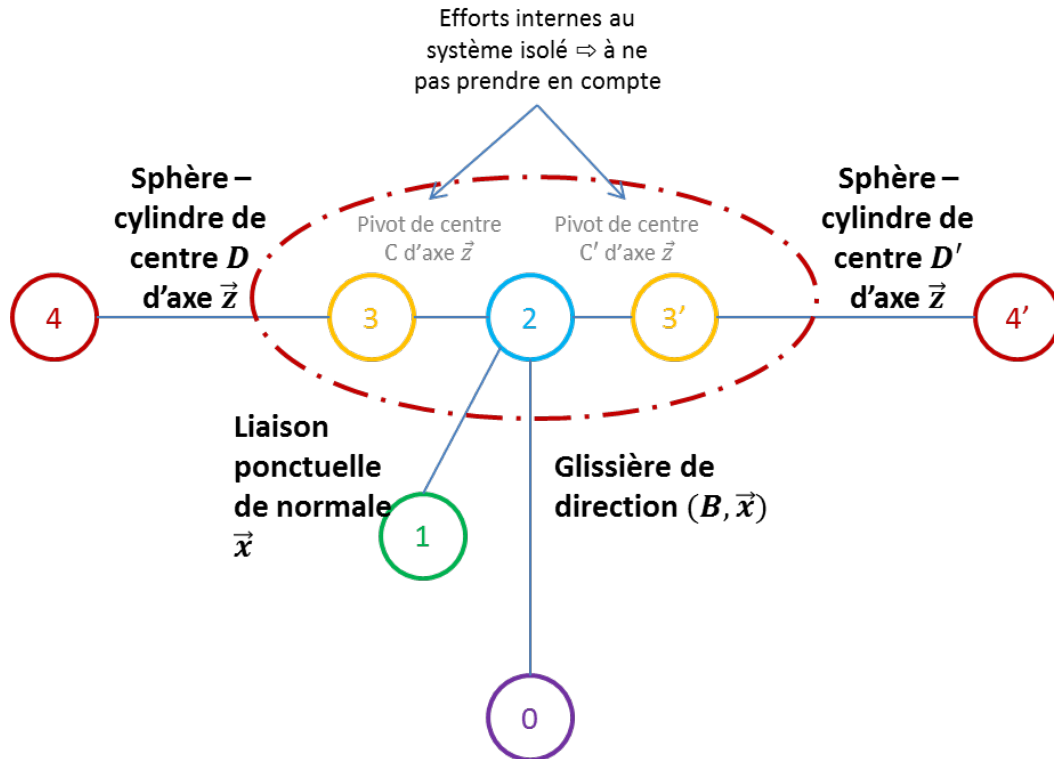 Efforts internes au
système isolé ⇨ à ne
pas prendre en compte
Sphère –
cylindre de
centre D
d'axe z⃗
Pivot de centre
C d'axe z⃗
Pivot de centre
C' d'axe z⃗
Sphère –
cylindre de
centre D'
d'axe z⃗
4
3
2
3'
4'
Liaison
ponctuelle
de normale
x⃗
1
Glissière de
direction (B, x⃗)
0